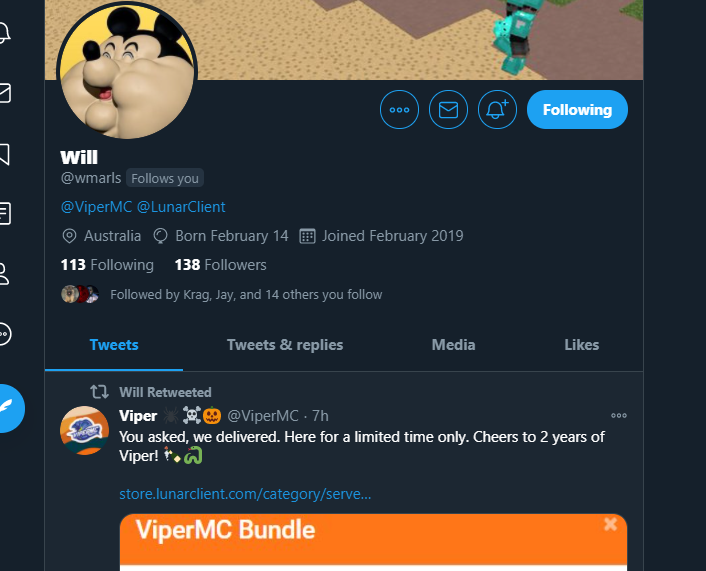 Following
Will
@wmarls Follows you
@ViperMC @LunarClient
Australia Born February 14 Joined February 2019
113 Following 138 Followers
Followed by Krag, Jay, and 14 others you follow
Tweets Tweets & replies Media Likes
Will Retweeted
Viper 🕷☠🎃 @ViperMC · 7h
You asked, we delivered. Here for a limited time only. Cheers to 2 years of
Viper! 🍾🐍
store.lunarclient.com/category/serve...
ViperMC Bundle